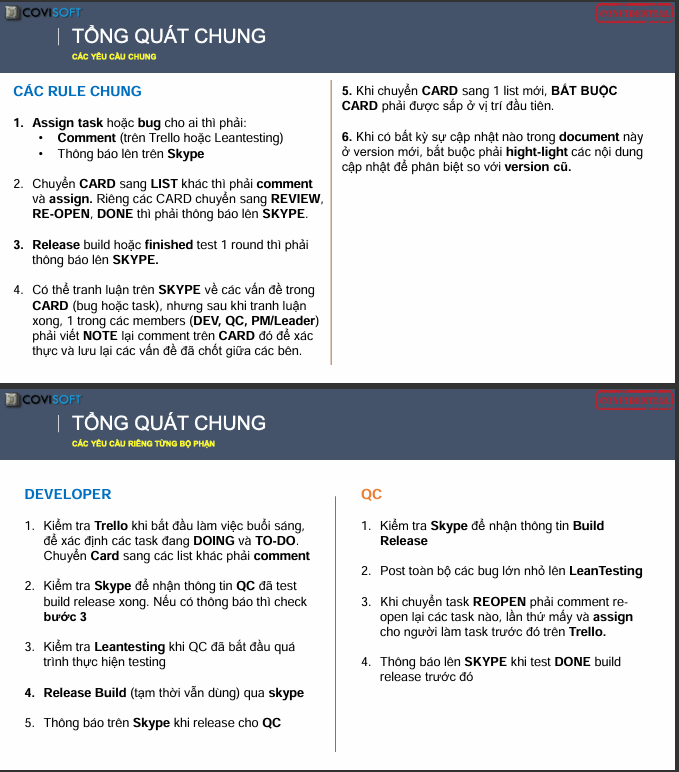 COVISOFT
CONFIDENTIAL
TỔNG QUÁT CHUNG
CÁC YÊU CẦU CHUNG
CÁC RULE CHUNG
1. Assign task hoặc bug cho ai thì phải:
• Comment (trên Trello hoặc Leantesting)
• Thông báo lên trên Skype
2. Chuyển CARD sang LIST khác thì phải comment
và assign. Riêng các CARD chuyển sang REVIEW,
RE-OPEN, DONE thì phải thông báo lên SKYPE.
3. Release build hoặc finished test 1 round thì phải
thông báo lên SKYPE.
4. Có thể tranh luận trên SKYPE về các vấn đề trong
CARD (bug hoặc task), nhưng sau khi tranh luận
xong, 1 trong các members (DEV, QC, PM/Leader)
phải viết NOTE lại comment trên CARD đó để xác
thực và lưu lại các vấn đề đã chốt giữa các bên.
5. Khi chuyển CARD sang 1 list mới, BẮT BUỘC
CARD phải được sắp ở vị trí đầu tiên.
6. Khi có bất kỳ sự cập nhật nào trong document này
ở version mới, bắt buộc phải hight-light các nội dung
cập nhật để phân biệt so với version cũ.
COVISOFT
CONFIDENTIAL
TỔNG QUÁT CHUNG
CÁC YÊU CẦU RIÊNG TỪNG BỘ PHẬN
DEVELOPER
1. Kiểm tra Trello khi bắt đầu làm việc buổi sáng,
để xác định các task đang DOING và TO-DO.
Chuyển Card sang các list khác phải comment
2. Kiểm tra Skype để nhận thông tin QC đã test
build release xong. Nếu có thông báo thì check
bước 3
3. Kiểm tra Leantesting khi QC đã bắt đầu quá
trình thực hiện testing
4. Release Build (tạm thời vẫn dùng) qua skype
5. Thông báo trên Skype khi release cho QC
QC
1. Kiểm tra Skype để nhận thông tin Build
Release
2. Post toàn bộ các bug lớn nhỏ lên LeanTesting
3. Khi chuyển task REOPEN phải comment re-
open lại các task nào, lần thứ mấy và assign
cho người làm task trước đó trên Trello.
4. Thông báo lên SKYPE khi test DONE build
release trước đó